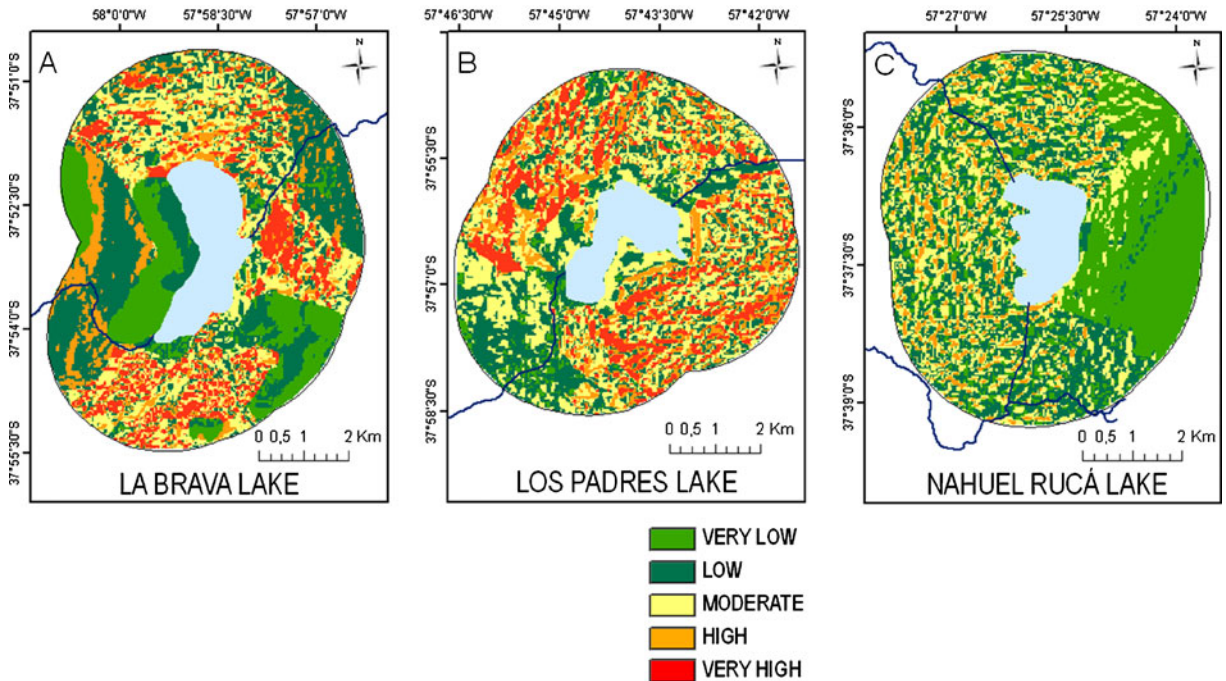 58°0'0"W 57°58'30"W 57°57'0"W
57°46'30"W 57°45'0"W 57°43'30"W 57°42'0"W
57°27'0"W 57°25'30"W 57°24'0"W
A
N
37°51'0"S
37°52'30"S
37°54'0"S
37°55'30"S
0 0,5 1 2 Km
LA BRAVA LAKE
B
N
37°55'30"S
37°57'0"S
37°58'30"S
0 0,5 1 2 Km
LOS PADRES LAKE
C
N
37°36'0"S
37°37'30"S
37°39'0"S
0 0,5 1 2 Km
NAHUEL RUCÁ LAKE
VERY LOW
LOW
MODERATE
HIGH
VERY HIGH